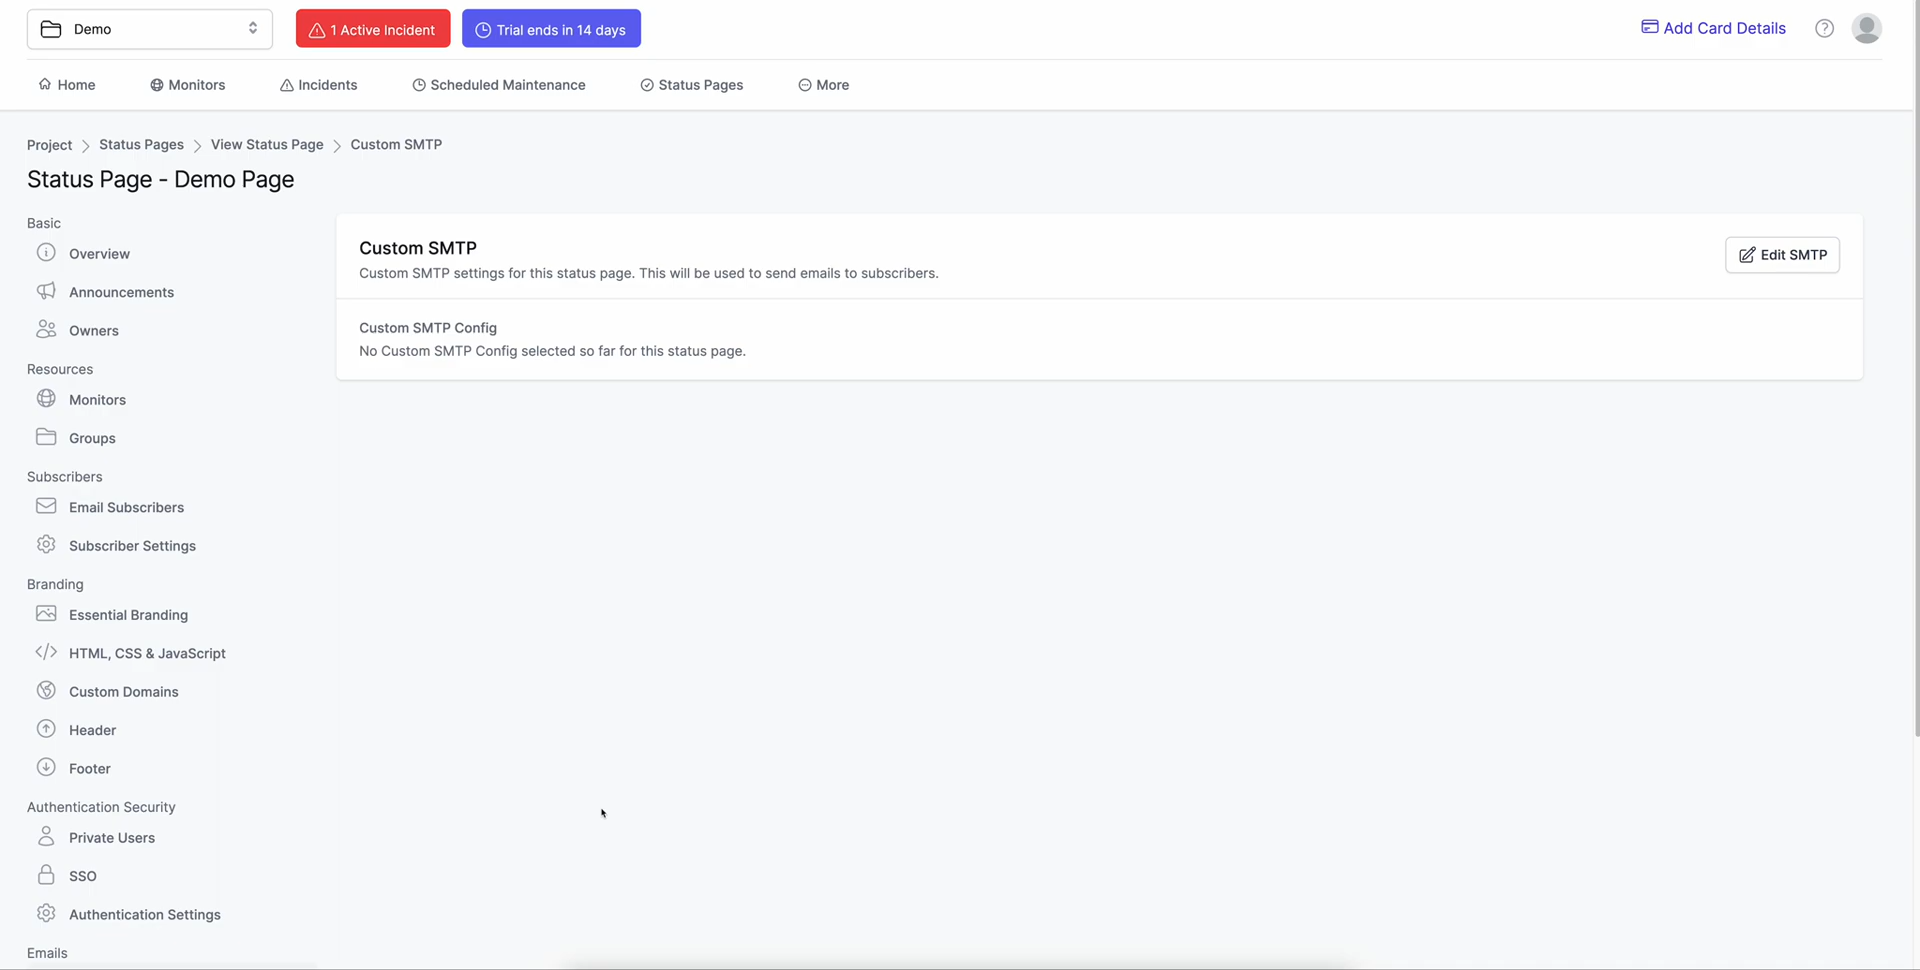 Demo
1 Active Incident
Trial ends in 14 days
Add Card Details
Home
Monitors
Incidents
Scheduled Maintenance
Status Pages
More
Project
Status Pages
View Status Page
Custom SMTP
Status Page - Demo Page
Basic
Overview
Announcements
Owners
Resources
Monitors
Groups
Subscribers
Email Subscribers
Subscriber Settings
Branding
Essential Branding
HTML, CSS & JavaScript
Custom Domains
Header
Footer
Authentication Security
Private Users
SSO
Authentication Settings
Emails
Custom SMTP
Custom SMTP settings for this status page. This will be used to send emails to subscribers.
Edit SMTP
Custom SMTP Config
No Custom SMTP Config selected so far for this status page.